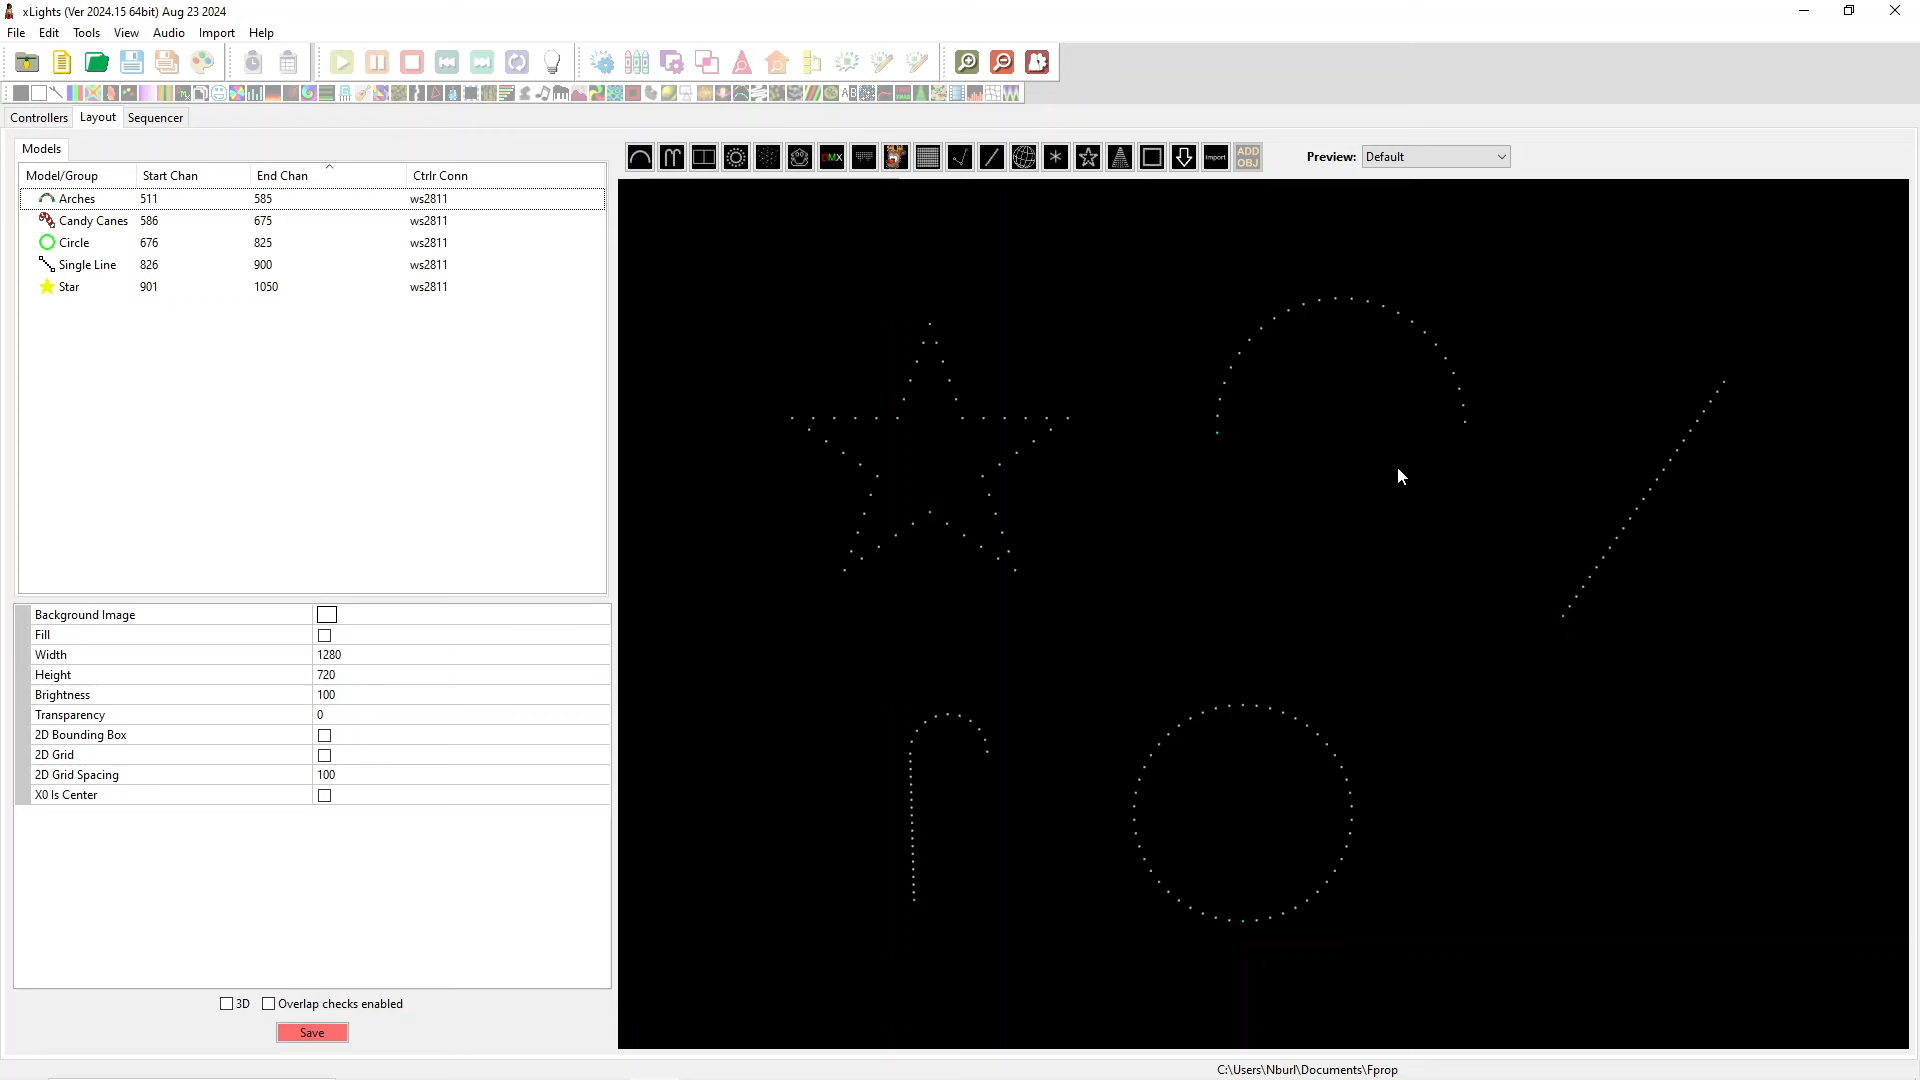 xLights (Ver 2024.15 64bit) Aug 23 2024
File Edit Tools View Audio Import Help
Controllers Layout Sequencer
Models
DMX
Import
ADD OBJ
Preview: Default
Model/Group Start Chan End Chan Ctrlr Conn
Arches 511 585 ws2811
Candy Canes 586 675 ws2811
Circle 676 825 ws2811
Single Line 826 900 ws2811
Star 901 1050 ws2811
Background Image
Fill
Width 1280
Height 720
Brightness 100
Transparency 0
2D Bounding Box
2D Grid
2D Grid Spacing 100
X0 Is Center
3D Overlap checks enabled
Save
C:\Users\Nburl\Documents\Fprop